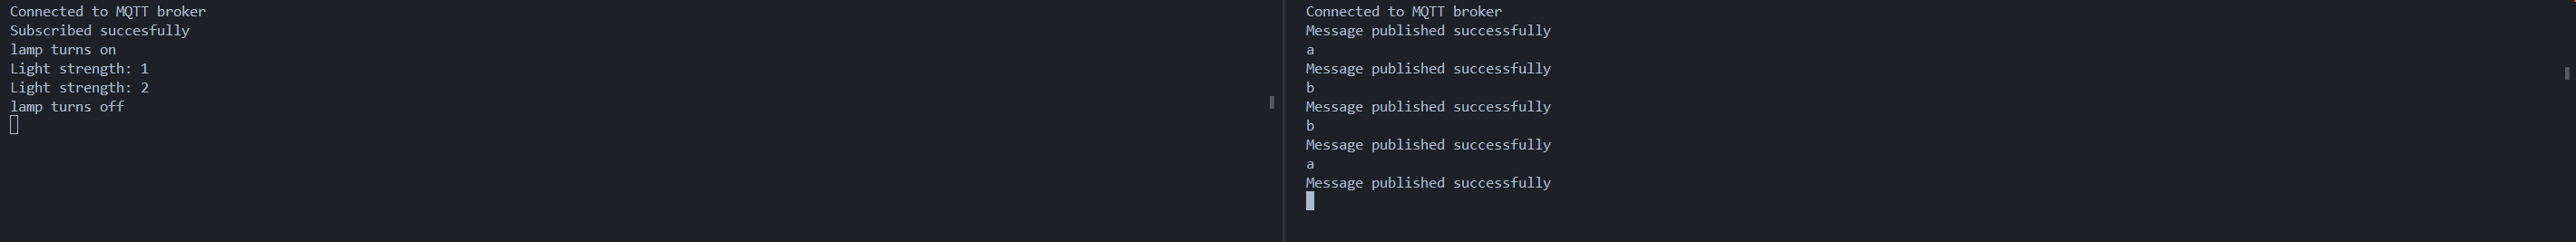 Connected to MQTT broker
Subscribed succesfully
lamp turns on
Light strength: 1
Light strength: 2
lamp turns off
Connected to MQTT broker
Message published successfully
a
Message published successfully
b
Message published successfully
b
Message published successfully
a
Message published successfully